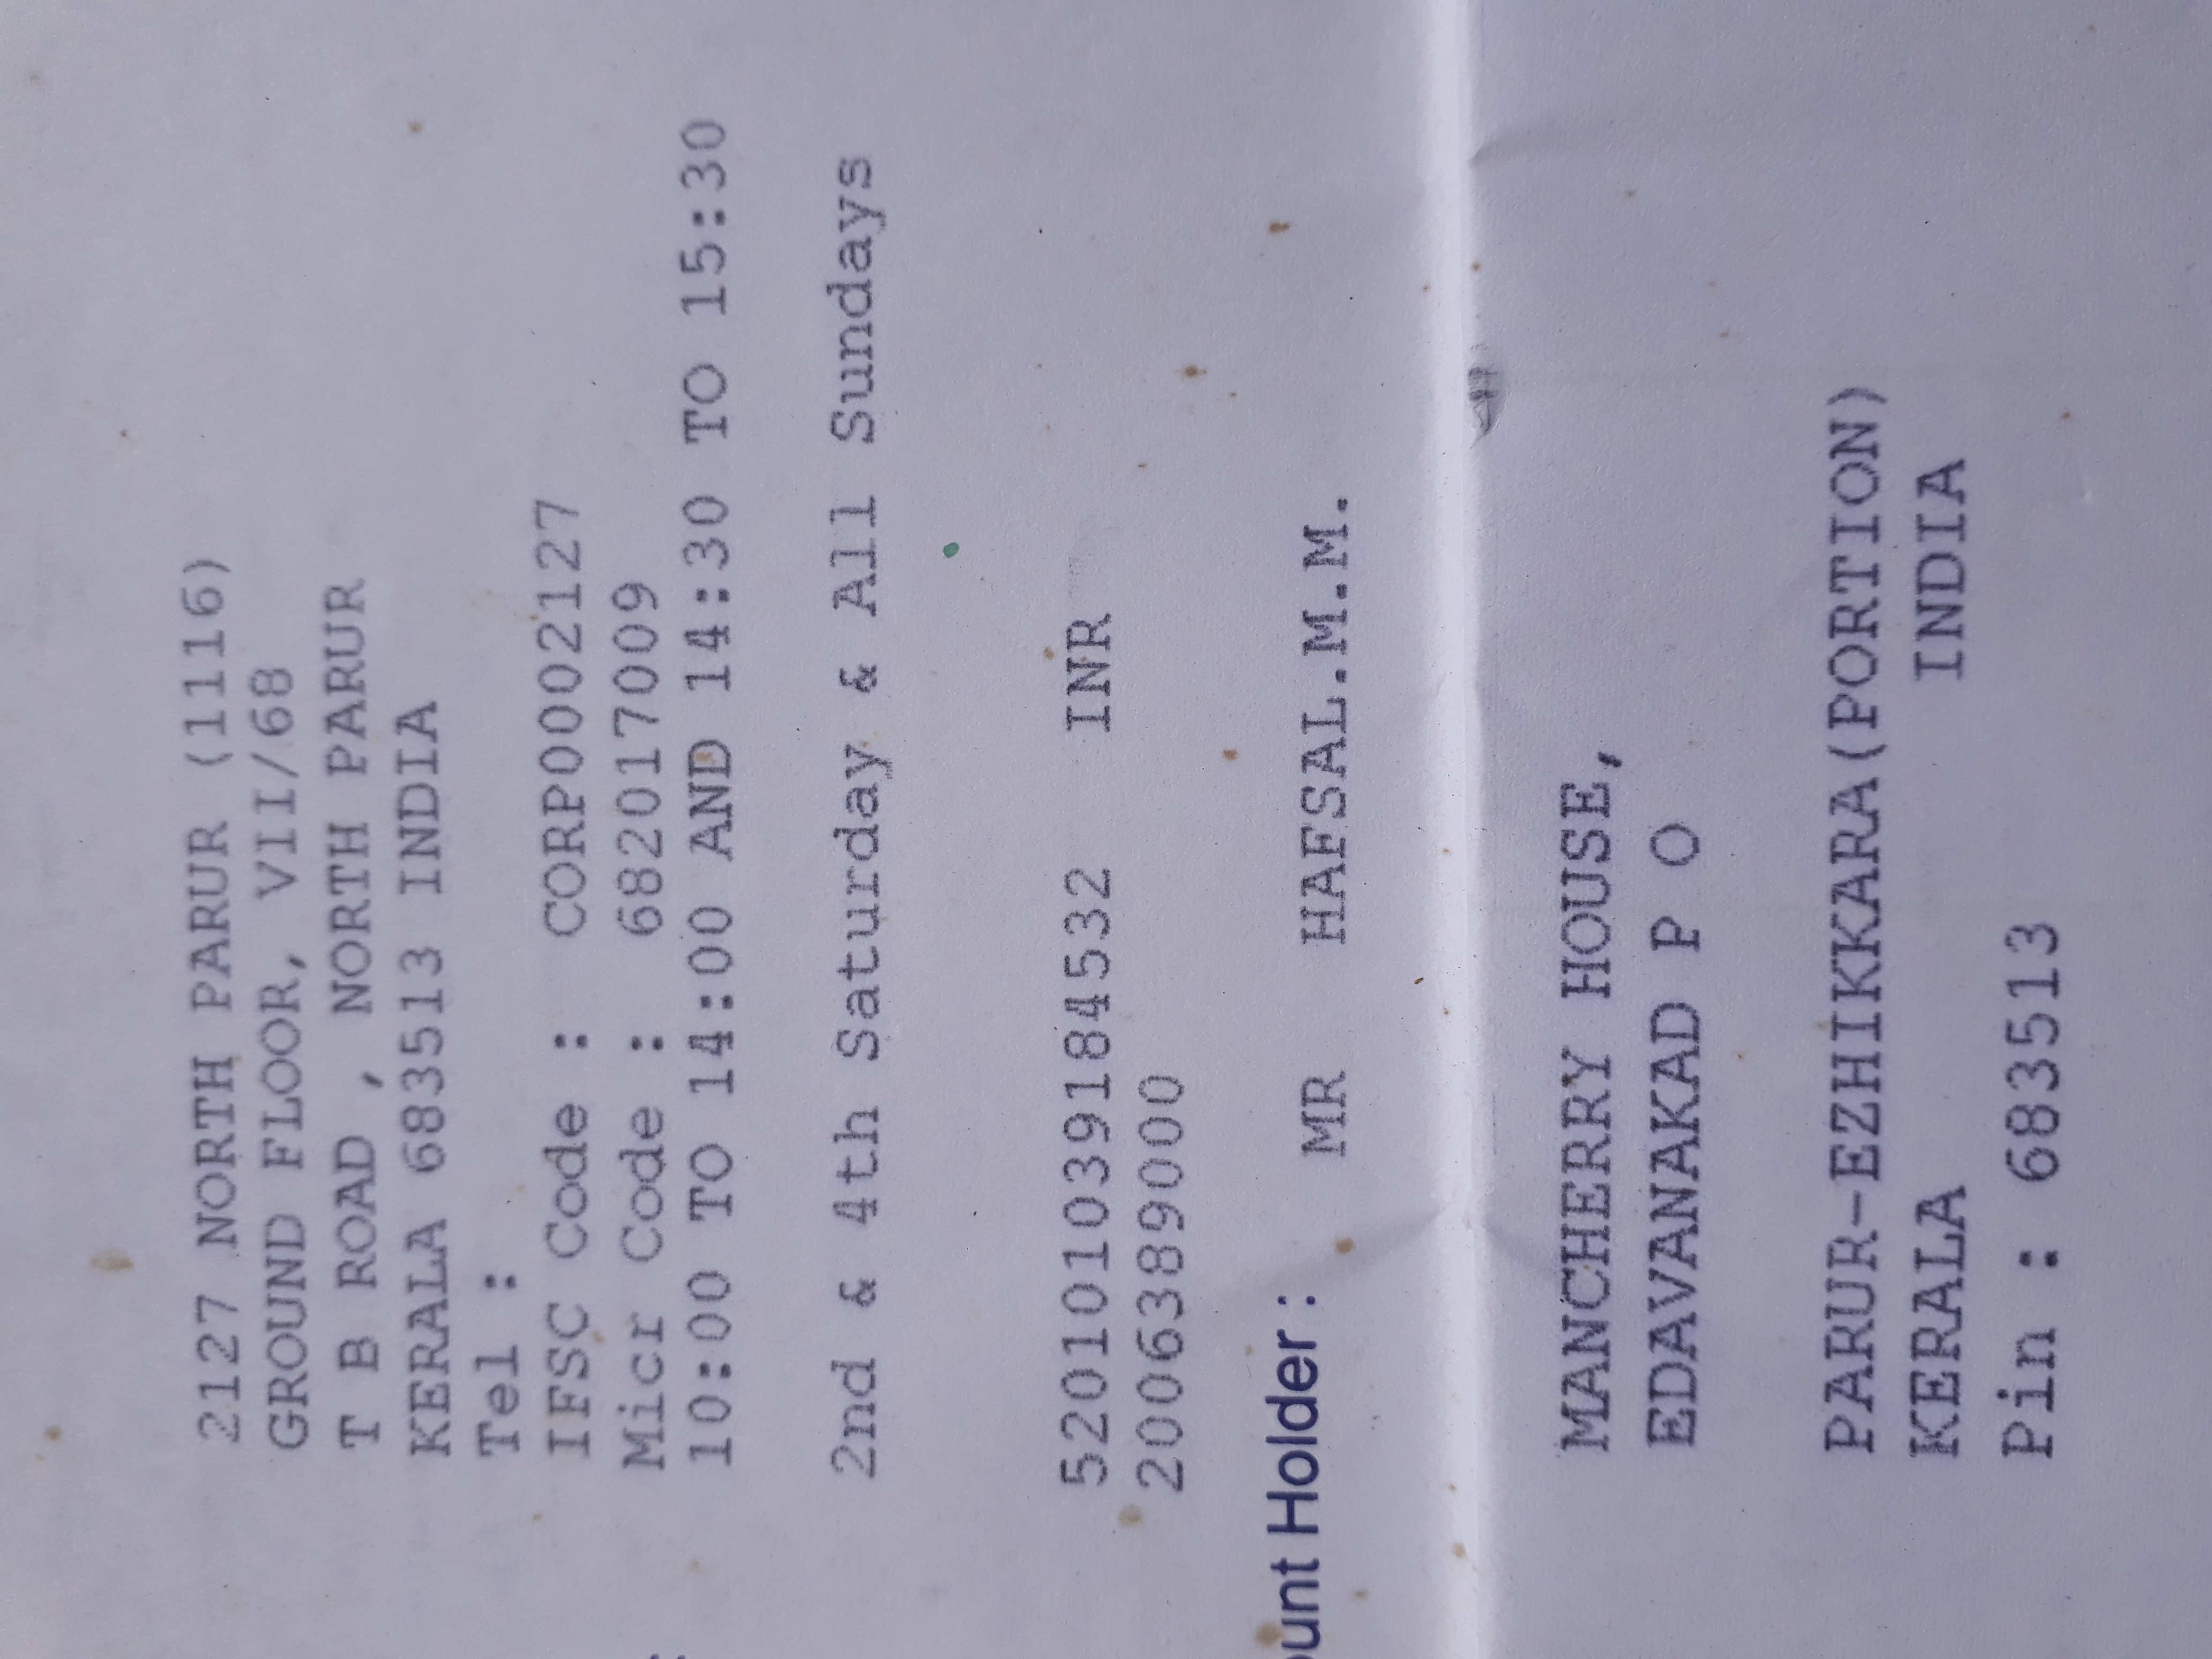 2127 NORTH PARUR (1116)
GROUND FLOOR, VII/68
T B ROAD , NORTH PARUR
KERALA 683513 INDIA
Tel :
IFSC Code : CORP0002127
Micr Code : 682017009
10:00 TO 14:00 AND 14:30 TO 15:30
2nd & 4th Saturday & All Sundays
520101039184532 INR
2006389000
ount Holder : MR HAFSAL.M.M.
MANCHERRY HOUSE,
EDAVANAKAD P O
PARUR-EZHIKKARA(PORTION)
KERALA INDIA
Pin : 683513